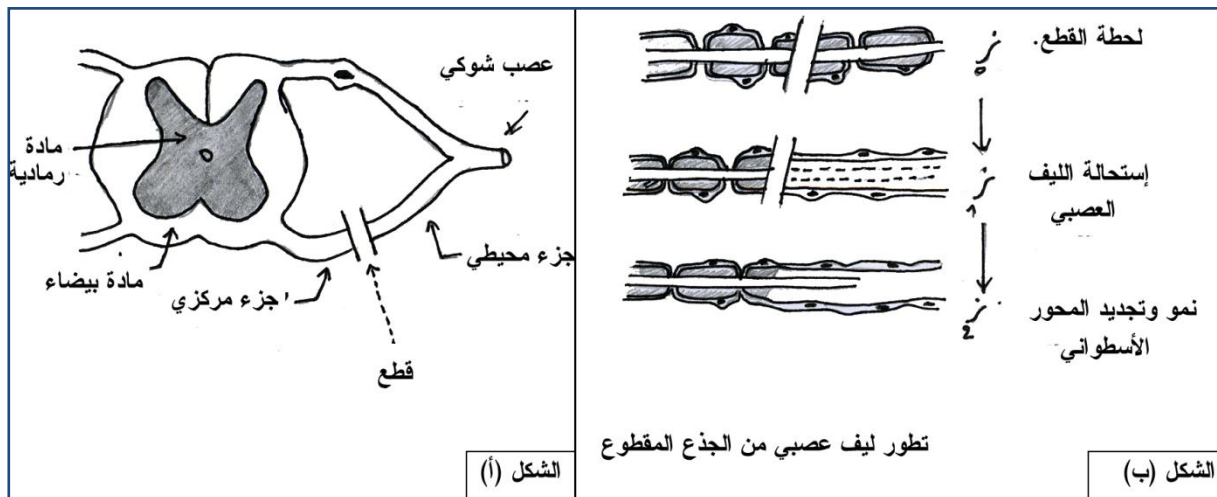 عصب شوكي
مادة
رمادية
مادة بيضاء
جزء مركزي
جزء محيطي
قطع
الشكل (أ)
لحظة القطع.
ز0
إستحالة الليف
العصبي
ز1
نمو وتجديد المحور
الأسطواني
ز2
تطور ليف عصبي من الجذع المقطوع
الشكل (ب)